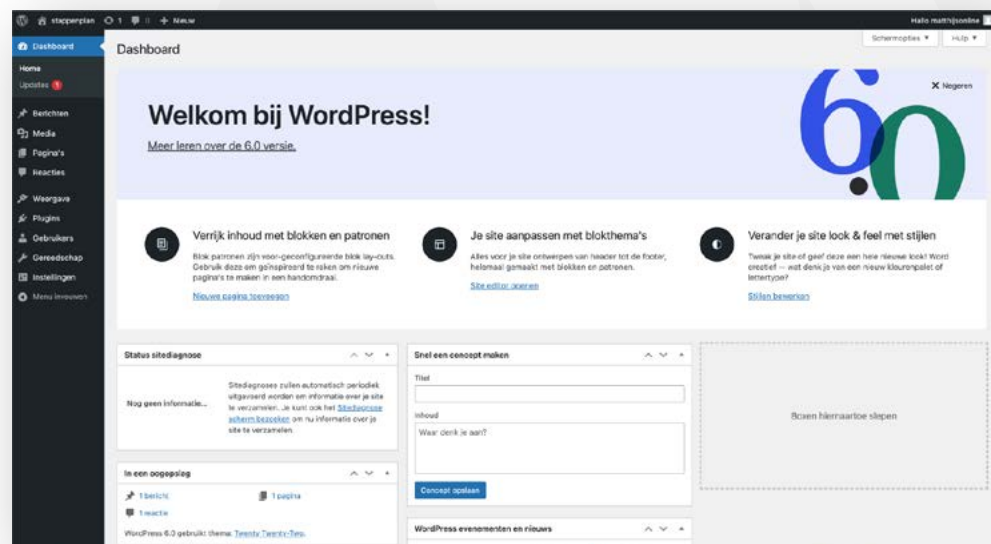 stappenplan 1 0 + Nieuw Hallo matthijsonline
Dashboard
Home
Updates 1
Berichten
Media
Pagina's
Reacties
Weergave
Plugins
Gebruikers
Gereedschap
Instellingen
Menu invouwen
Dashboard
Schermopties ▼ Hulp ▼
Negeren
Welkom bij WordPress!
Meer leren over de 6.0 versie.
6.0
Verrijk inhoud met blokken en patronen
Blok patronen zijn voor-geconfigureerde blok lay-outs.
Gebruik deze om geïnspireerd te raken om nieuwe
pagina's te maken in een handomdraai.
Nieuwe pagina toevoegen
Je site aanpassen met blokthema's
Alles voor je site ontwerpen van header tot de footer,
helemaal gemaakt met blokken en patronen.
Site editor openen
Verander je site look & feel met stijlen
Tweak je site of geef deze een hele nieuwe look! Word
creatief — wat denk je van een nieuw kleurenpalet of
lettertype?
Stijlen bewerken
Status sitediagnose
Nog geen informatie...
Sitediagnoses zullen automatisch periodiek
uitgevoerd worden om informatie over je site
te verzamelen. Je kunt ook het Sitediagnose
scherm bezoeken om nu informatie over je
site te verzamelen.
In een oogopslag
1 bericht 1 pagina
1 reactie
WordPress 6.0 gebruikt thema: Twenty Twenty-Two.
Snel een concept maken
Titel
Inhoud
Waar denk je aan?
Concept opslaan
WordPress evenementen en nieuws
Boxen hiernaartoe slepen